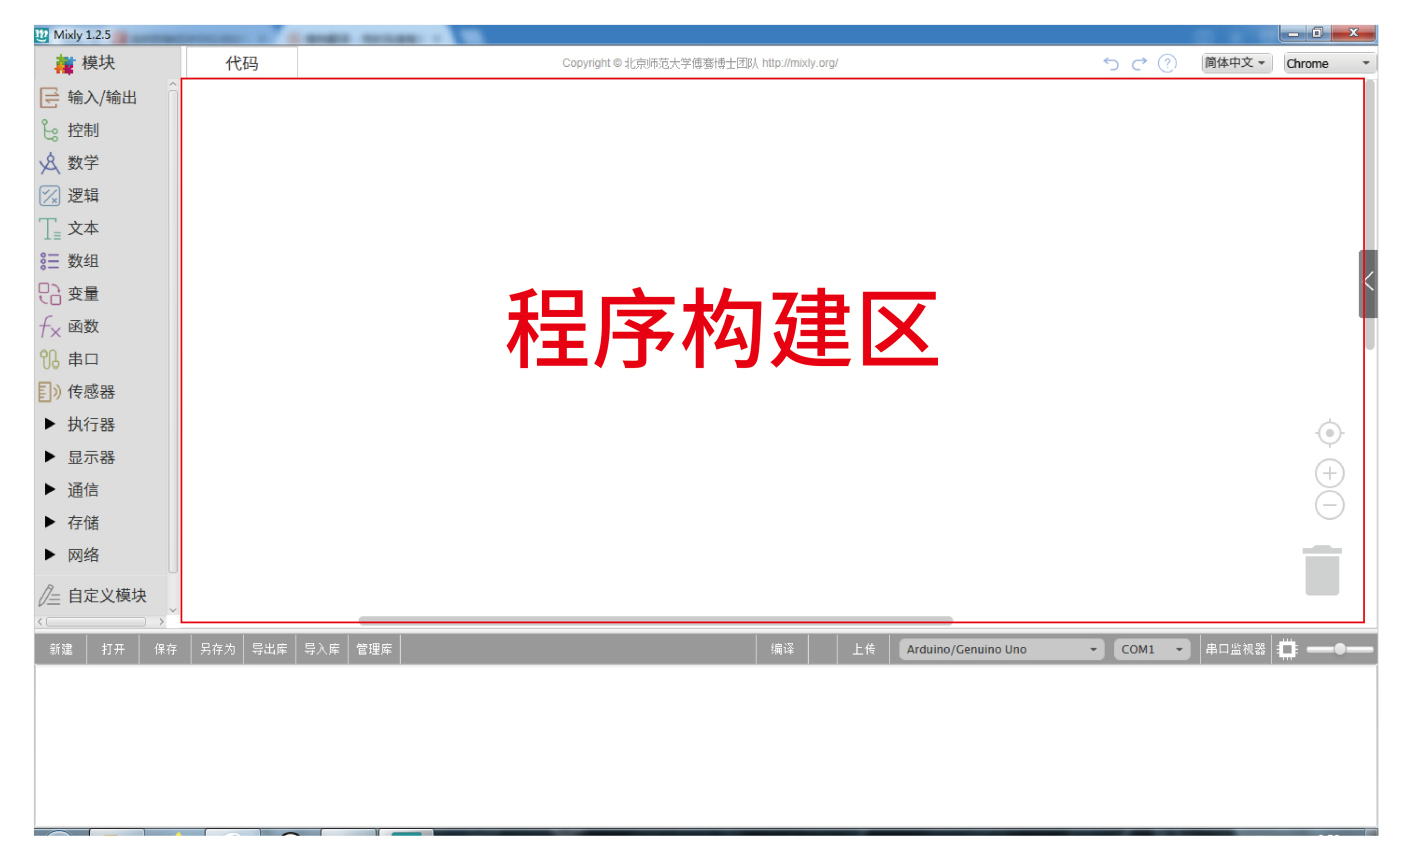 Mixly 1.2.5
模块
代码
Copyright © 北京师范大学傅骞博士团队 http://mixly.org/
简体中文
Chrome
输入/输出
控制
数学
逻辑
文本
数组
变量
函数
串口
传感器
执行器
显示器
通信
存储
网络
自定义模块
程序构建区
新建 打开 保存 另存为 导出库 导入库 管理库 编译 上传 Arduino/Genuino Uno COM1 串口监视器